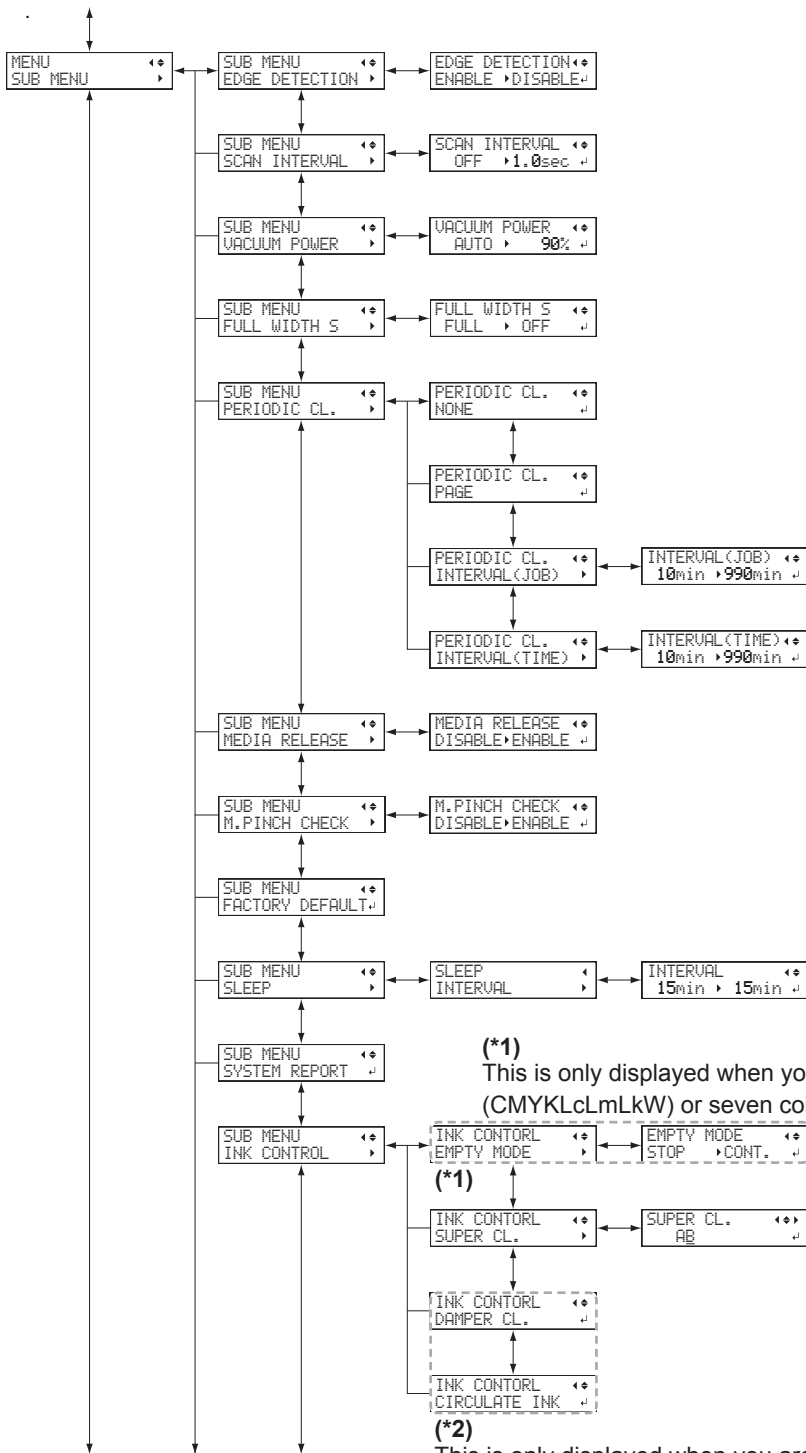 .
MENU
SUB MENU
SUB MENU
EDGE DETECTION
EDGE DETECTION
ENABLE DISABLE
SUB MENU
SCAN INTERVAL
SCAN INTERVAL
OFF 1.0sec
SUB MENU
VACUUM POWER
VACUUM POWER
AUTO 90%
SUB MENU
FULL WIDTH S
FULL WIDTH S
FULL OFF
SUB MENU
PERIODIC CL.
PERIODIC CL.
NONE
PERIODIC CL.
PAGE
PERIODIC CL.
INTERVAL(JOB)
INTERVAL(JOB)
10min 990min
PERIODIC CL.
INTERVAL(TIME)
INTERVAL(TIME)
10min 990min
SUB MENU
MEDIA RELEASE
MEDIA RELEASE
DISABLE ENABLE
SUB MENU
M.PINCH CHECK
M.PINCH CHECK
DISABLE ENABLE
SUB MENU
FACTORY DEFAULT
SUB MENU
SLEEP
SLEEP
INTERVAL
INTERVAL
15min 15min
SUB MENU
SYSTEM REPORT
(*1)
This is only displayed when yo
(CMYKLcLmLkW) or seven co
SUB MENU
INK CONTROL
INK CONTORL
EMPTY MODE
EMPTY MODE
STOP CONT.
(*1)
INK CONTORL
SUPER CL.
SUPER CL.
AB
INK CONTORL
DAMPER CL.
INK CONTORL
CIRCULATE INK
(*2)
This is only displayed when you are